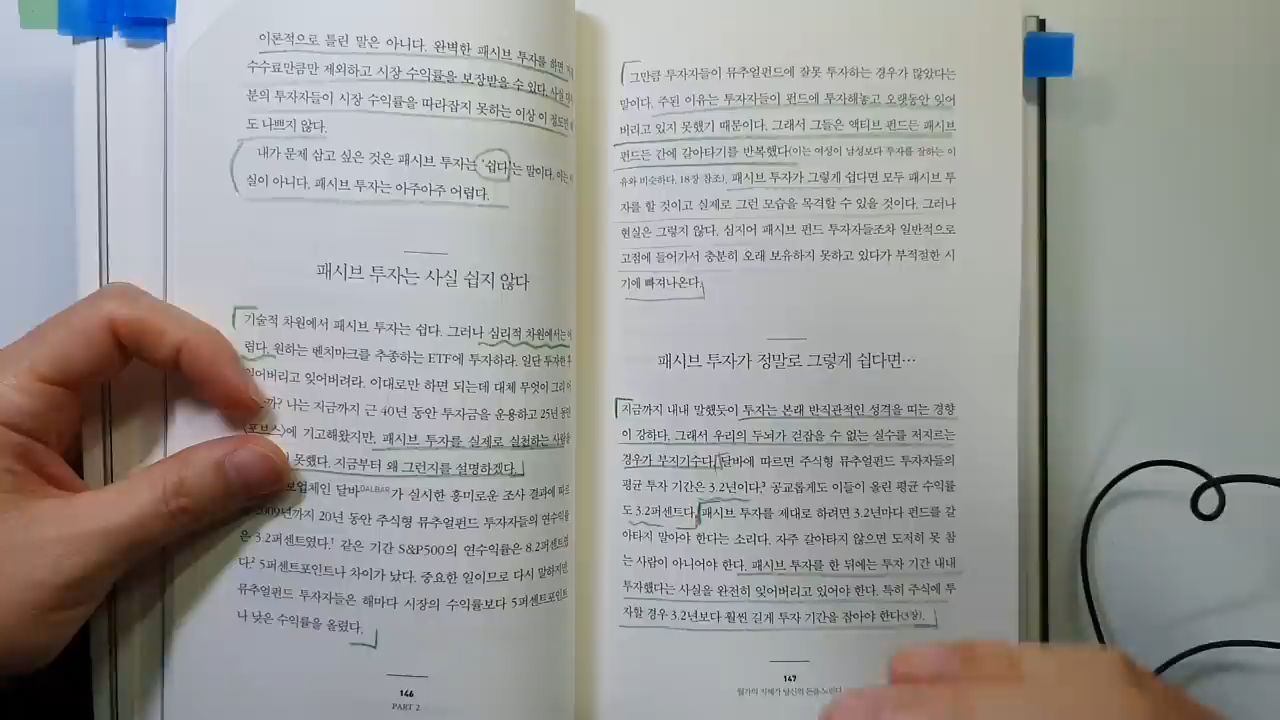 이론적으로 틀린 말은 아니다. 완벽한 패시브 투자를 하면
수수료만큼만 제외하고 시장 수익률을 보장받을 수 있다. 사실
분의 투자자들이 시장 수익률을 따라잡지 못하는 이상 이 정도면
도 나쁘지 않다.
내가 문제 삼고 싶은 것은 패시브 투자는 '쉽다'는 말이다. 이는
실이 아니다. 패시브 투자는 아주아주 어렵다.
패시브 투자는 사실 쉽지 않다
기술적 차원에서 패시브 투자는 쉽다. 그러나 심리적 차원에서는
렵다. 원하는 벤치마크를 추종하는 ETF에 투자하라. 일단 투자한
잊어버리고 잊어버려라. 이대로만 하면 되는데 대체 무엇이 그리
까? 나는 지금까지 근 40년 동안 투자금을 운용하고 25년 동안
〈포브스〉에 기고해왔지만, 패시브 투자를 실제로 실천하는 사람을
못했다. 지금부터 왜 그런지를 설명하겠다.
보업체인 달바DALBAR가 실시한 흥미로운 조사 결과에 따르
2009년까지 20년 동안 주식형 뮤추얼펀드 투자자들의 연수익률
은 3.2퍼센트였다.¹ 같은 기간 S&P500의 연수익률은 8.2퍼센트였
다.² 5퍼센트포인트나 차이가 났다. 중요한 일이므로 다시 말하지만,
뮤추얼펀드 투자자들은 해마다 시장의 수익률보다 5퍼센트포인트
나 낮은 수익률을 올렸다.
146
PART 2
그만큼 투자자들이 뮤추얼펀드에 잘못 투자하는 경우가 많았다는
말이다. 주된 이유는 투자자들이 펀드에 투자해놓고 오랫동안 잊어
버리고 있지 못했기 때문이다. 그래서 그들은 액티브 펀드든 패시브
펀드든 간에 갈아타기를 반복했다(이는 여성이 남성보다 투자를 잘하는 이
유와 비슷하다. 18장 참조). 패시브 투자가 그렇게 쉽다면 모두 패시브 투
자를 할 것이고 실제로 그런 모습을 목격할 수 있을 것이다. 그러나
현실은 그렇지 않다. 심지어 패시브 펀드 투자자들조차 일반적으로
고점에 들어가서 충분히 오래 보유하지 못하고 있다가 부적절한 시
기에 빠져나온다.
패시브 투자가 정말로 그렇게 쉽다면…
지금까지 내내 말했듯이 투자는 본래 반직관적인 성격을 띠는 경향
이 강하다. 그래서 우리의 두뇌가 걷잡을 수 없는 실수를 저지르는
경우가 부지기수다. 달바에 따르면 주식형 뮤추얼펀드 투자자들의
평균 투자 기간은 3.2년이다.³ 공교롭게도 이들이 올린 평균 수익률
도 3.2퍼센트다. 패시브 투자를 제대로 하려면 3.2년마다 펀드를 갈
아타지 말아야 한다는 소리다. 자주 갈아타지 않으면 도저히 못 참
는 사람이 아니어야 한다. 패시브 투자를 한 뒤에는 투자 기간 내내
투자했다는 사실을 완전히 잊어버리고 있어야 한다. 특히 주식에 투
자할 경우 3.2년보다 훨씬 길게 투자 기간을 잡아야 한다(3장).
147
월가의 지배가 당신의 돈을 노린다